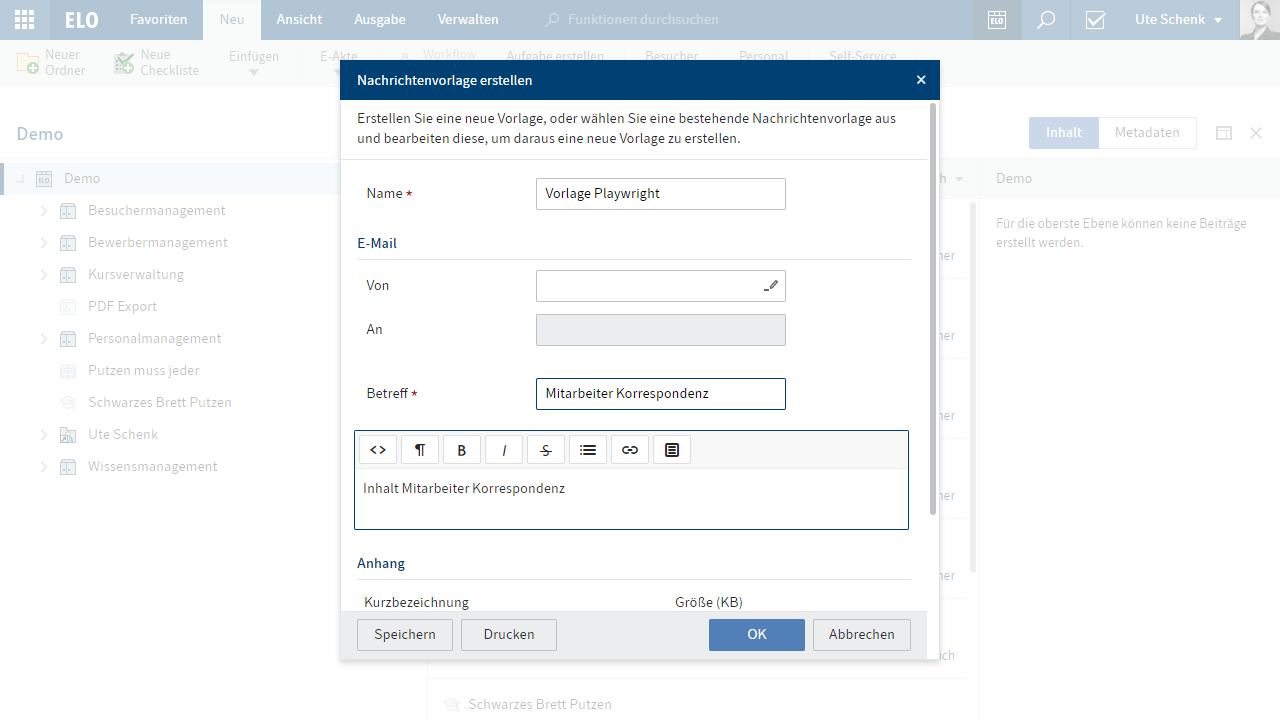 ELO Favoriten Neu Ansicht Ausgabe Verwalten Funktionen durchsuchen ELO Ute Schenk
Neuer Ordner
Neue Checkliste
Einfügen
E-Akte
Workflow
Aufgabe erstellen
Besucher
Personal
Self-Service
Demo
Inhalt Metadaten
Demo
Besuchermanagement
Bewerbermanagement
Kursverwaltung
PDF Export
Personalmanagement
Putzen muss jeder
Schwarzes Brett Putzen
Ute Schenk
Wissensmanagement
Nachrichtenvorlage erstellen
Erstellen Sie eine neue Vorlage, oder wählen Sie eine bestehende Nachrichtenvorlage aus
und bearbeiten diese, um daraus eine neue Vorlage zu erstellen.
Name * Vorlage Playwright
E-Mail
Von
An
Betreff * Mitarbeiter Korrespondenz
Inhalt Mitarbeiter Korrespondenz
Anhang
Kurzbezeichnung Größe (KB)
Speichern Drucken OK Abbrechen
Schwarzes Brett Putzen
Demo
Für die oberste Ebene können keine Beiträge
erstellt werden.